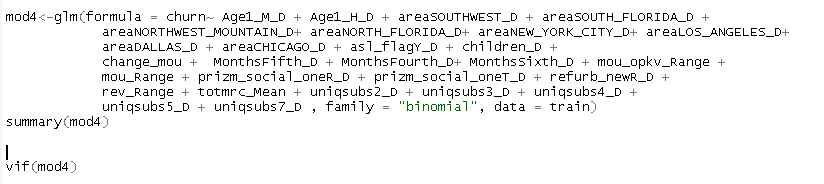 mod4<-glm(formula = churn~ Age1_M_D + Age1_H_D + areaSOUTHWEST_D + areaSOUTH_FLORIDA_D +
areaNORTHWEST_MOUNTAIN_D+ areaNORTH_FLORIDA_D+ areaNEW_YORK_CITY_D+ areaLOS_ANGELES_D+
areaDALLAS_D + areaCHICAGO_D + asl_flagY_D + children_D +
change_mou +  MonthsFifth_D + MonthsFourth_D+ MonthsSixth_D + mou_opkv_Range +
mou_Range + prizm_social_oneR_D + prizm_social_oneT_D + refurb_newR_D +
rev_Range + totmrc_Mean + uniqsubs2_D + uniqsubs3_D + uniqsubs4_D +
uniqsubs5_D + uniqsubs7_D , family = "binomial", data = train)
summary(mod4)
vif(mod4)